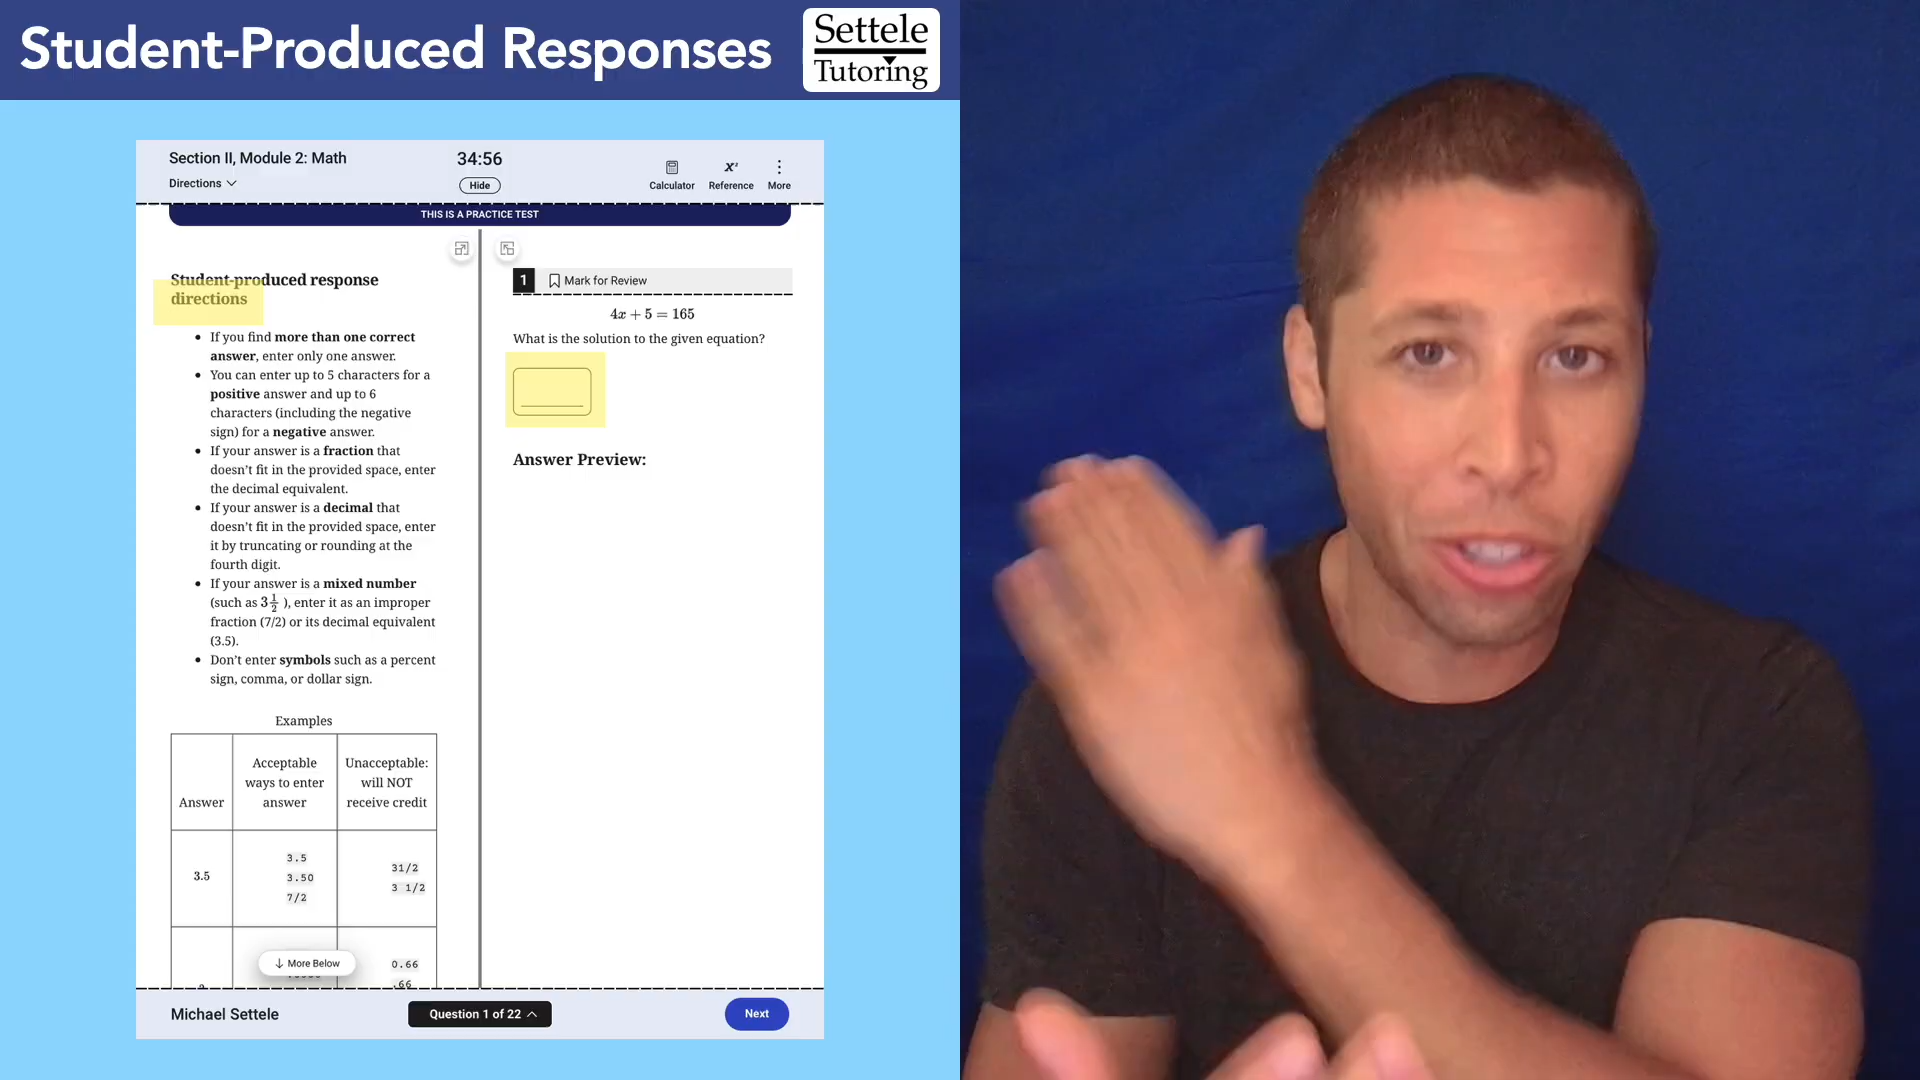 Student-Produced Responses
Settele
Tutoring
Section II, Module 2: Math
Directions
34:56
Hide
Calculator
Reference
More
THIS IS A PRACTICE TEST
Student-produced response
directions
If you find more than one correct
answer, enter only one answer.
You can enter up to 5 characters for a
positive answer and up to 6
characters (including the negative
sign) for a negative answer.
If your answer is a fraction that
doesn't fit in the provided space, enter
the decimal equivalent.
If your answer is a decimal that
doesn't fit in the provided space, enter
it by truncating or rounding at the
fourth digit.
If your answer is a mixed number
(such as 3 1/2 ), enter it as an improper
fraction (7/2) or its decimal equivalent
(3.5).
Don't enter symbols such as a percent
sign, comma, or dollar sign.
Examples
Answer
Acceptable
ways to enter
answer
Unacceptable:
will NOT
receive credit
3.5
3.5
3.50
7/2
31/2
3 1/2
0.66
.66
More Below
1 Mark for Review
4x + 5 = 165
What is the solution to the given equation?
Answer Preview:
Michael Settele
Question 1 of 22
Next